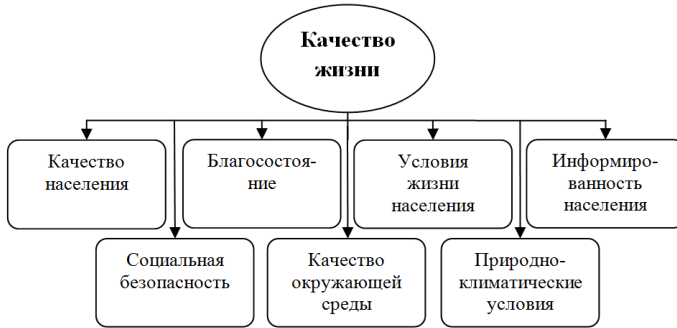 Качество
жизни
Качество
населения
Благосостоя-
ние
Условия
жизни
населения
Информиро-
ванность
населения
Социальная
безопасность
Качество
окружающей
среды
Природно-
климатические
условия